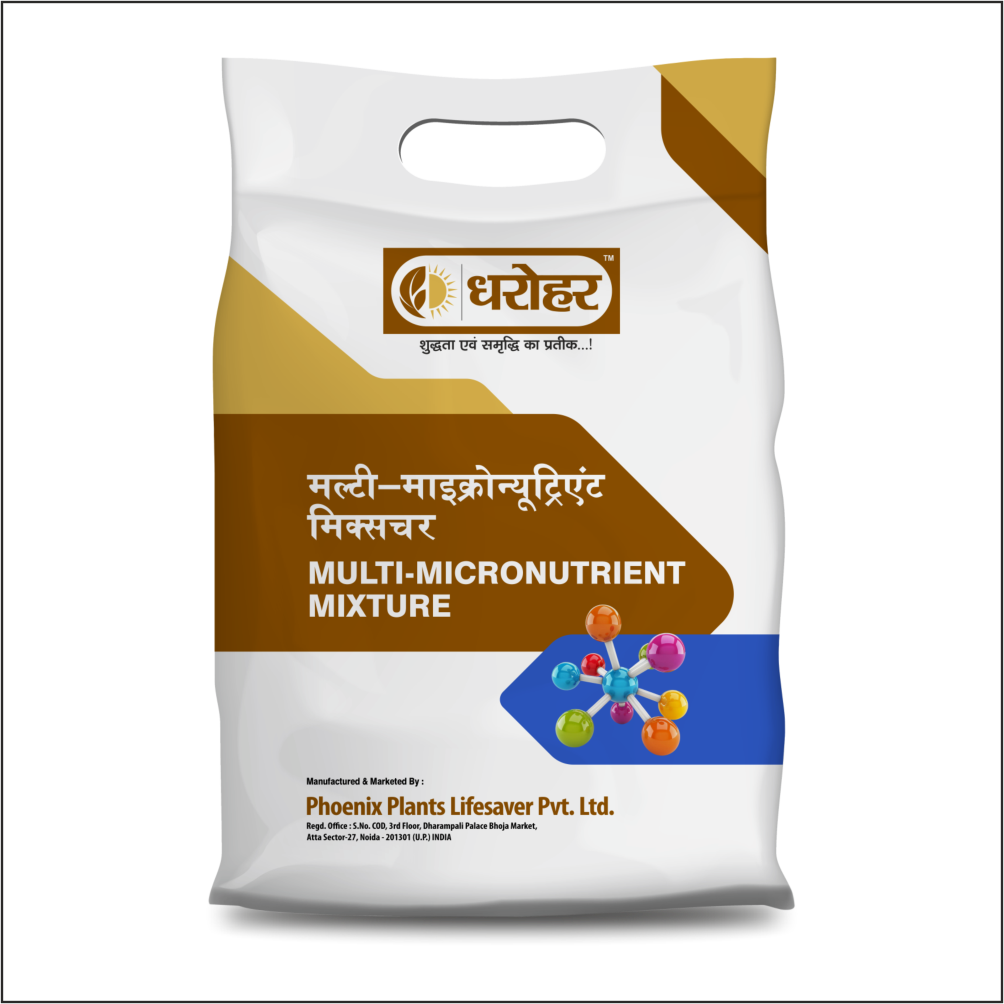 धरोहर TM
शुद्धता एवं समृद्धि का प्रतीक...!
मल्टी-माइक्रोन्यूट्रिएंट
मिक्सचर
MULTI-MICRONUTRIENT
MIXTURE
Manufactured & Marketed By :
Phoenix Plants Lifesaver Pvt. Ltd.
Regd. Office : S.No. COD, 3rd Floor, Dharampali Palace Bhoja Market,
Atta Sector-27, Noida - 201301 (U.P.) INDIA